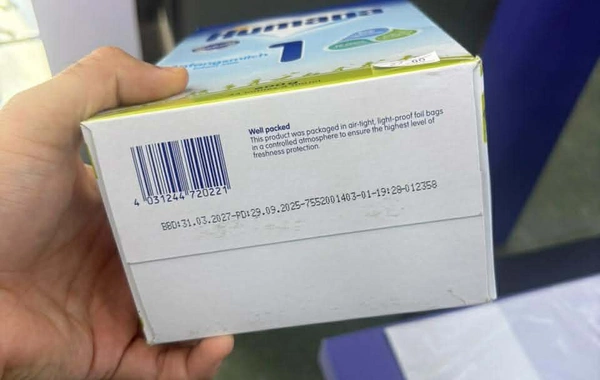 Humana
Anfangsmilch
1
Well packed
This product was packaged in air-tight, light-proof foil bags
in a controlled atmosphere to ensure the highest level of
freshness protection.
4 031244 720221
BBD:31.03.2027-PD:29.09.2025-7552001403-01-19:28-012358